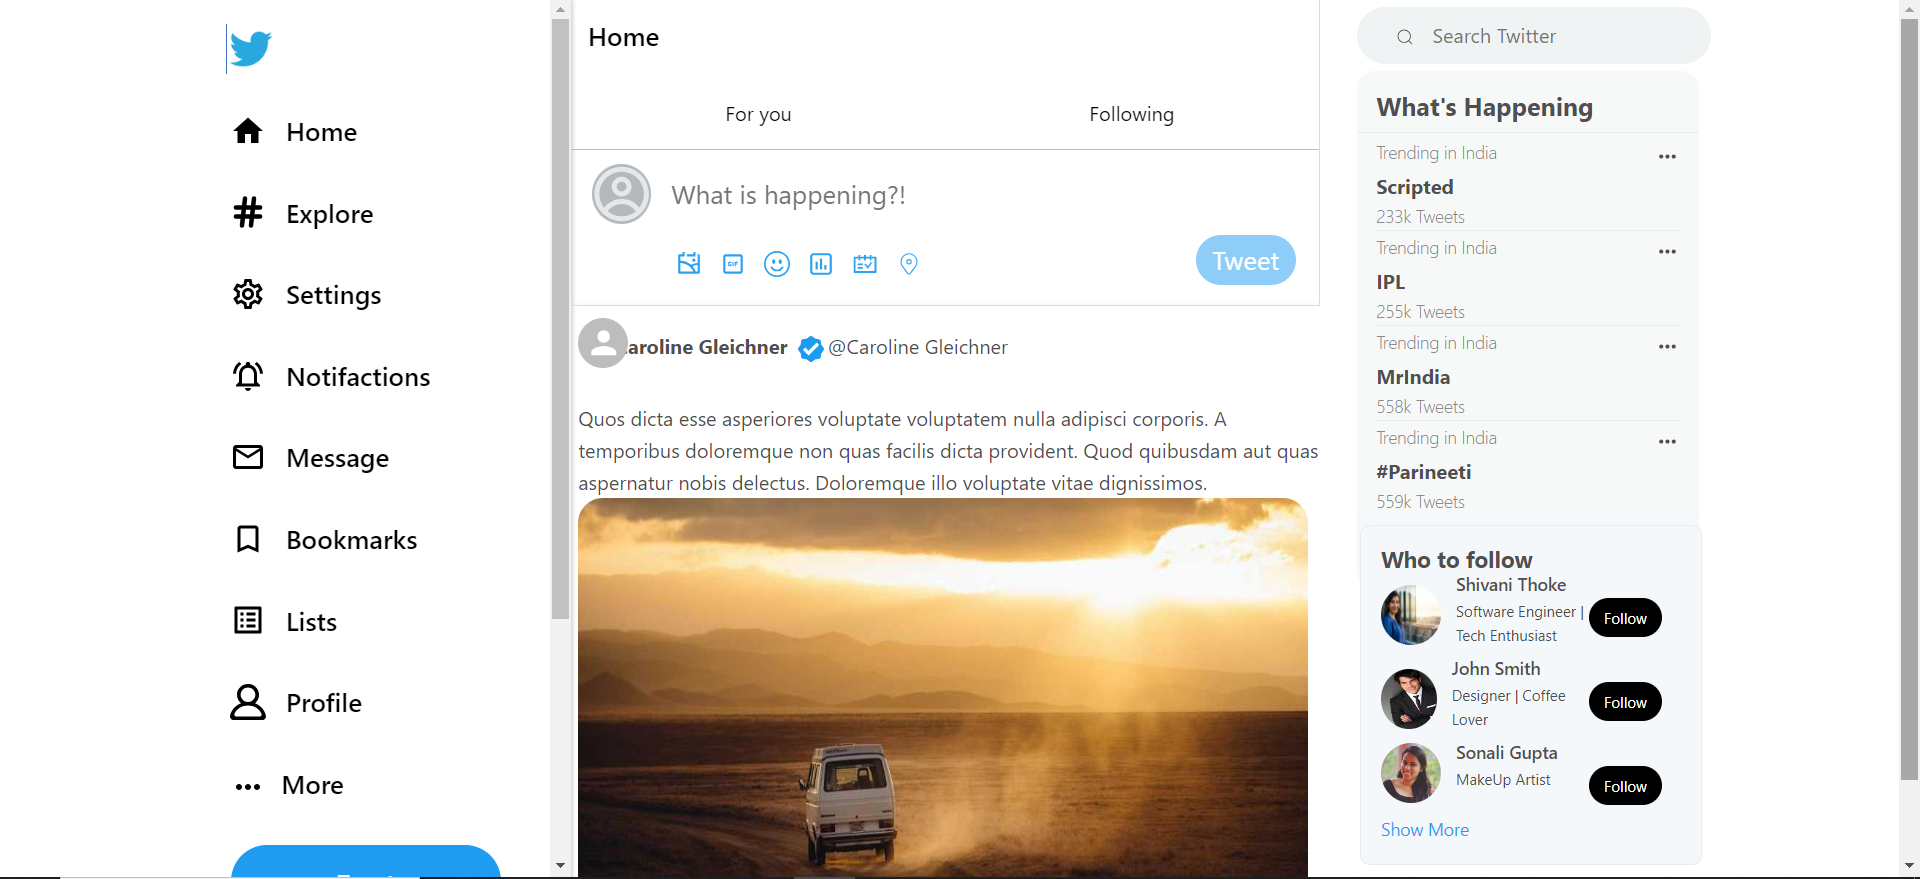 Home
Explore
Settings
Notifactions
Message
Bookmarks
Lists
Profile
More
Home
For you
Following
What is happening?!
GIF
Tweet
aroline Gleichner @Caroline Gleichner
Quos dicta esse asperiores voluptate voluptatem nulla adipisci corporis. A
temporibus doloremque non quas facilis dicta provident. Quod quibusdam aut quas
aspernatur nobis delectus. Doloremque illo voluptate vitae dignissimos.
Search Twitter
What's Happening
Trending in India
Scripted
233k Tweets
Trending in India
IPL
255k Tweets
Trending in India
MrIndia
558k Tweets
Trending in India
#Parineeti
559k Tweets
Who to follow
Shivani Thoke
Software Engineer |
Tech Enthusiast
Follow
John Smith
Designer | Coffee
Lover
Follow
Sonali Gupta
MakeUp Artist
Follow
Show More